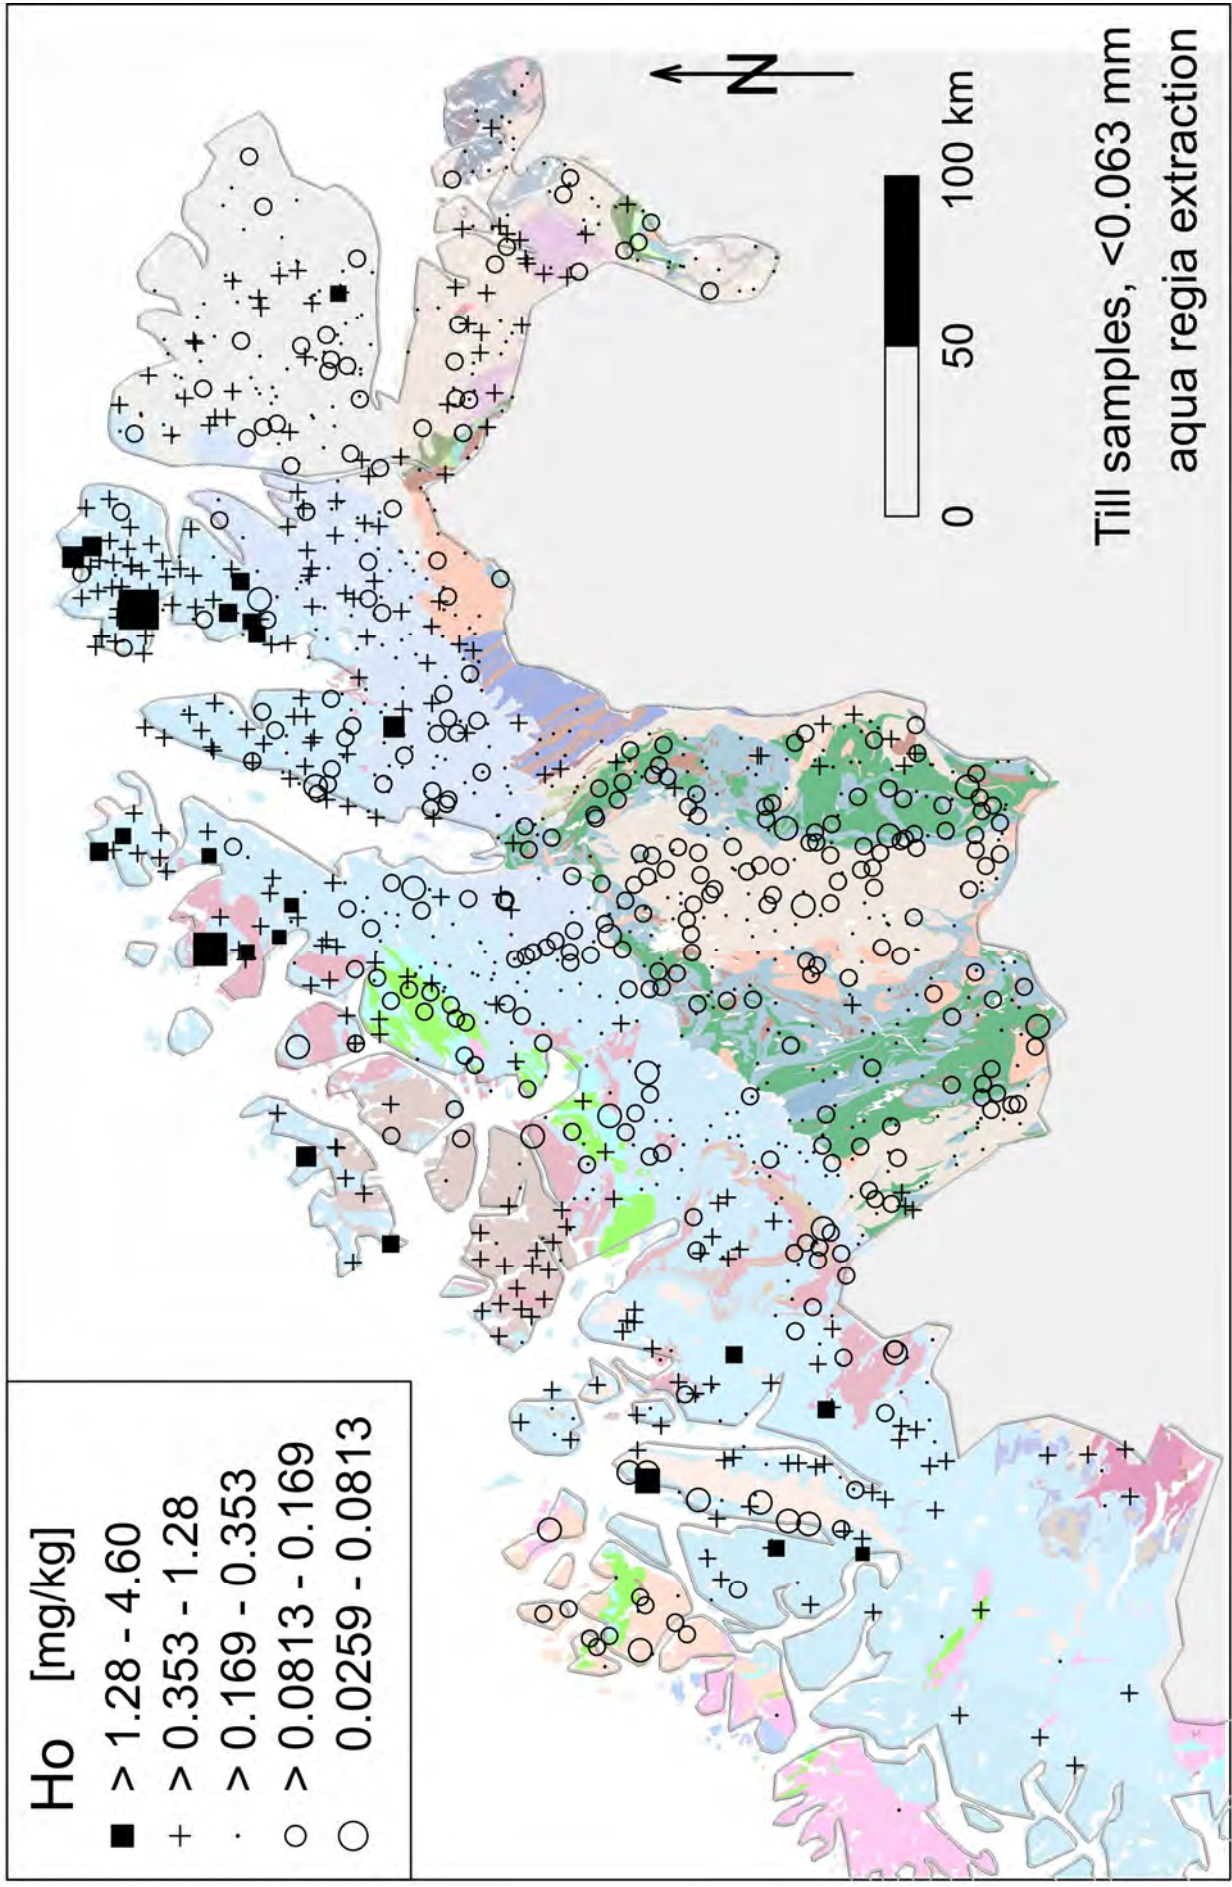 Ho [mg/kg]
> 1.28 - 4.60
> 0.353 - 1.28
> 0.169 - 0.353
> 0.0813 - 0.169
0.0259 - 0.0813
N
0 50 100 km
Till samples, <0.063 mm
aqua regia extraction